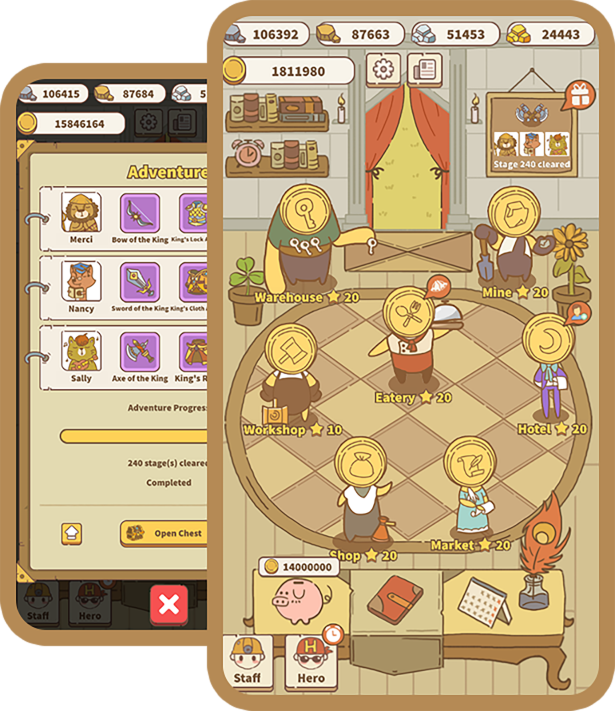 106392
87663
51453
24443
1811980
Stage 240 cleared
Warehouse 20
Mine 20
Eatery 20
Workshop 10
Hotel 20
Shop 20
Market 20
14000000
Staff
H
Hero
106415
87684
5
15846164
Adventure
Merci
Bow of the King
King's Lock
Nancy
Sword of the King
King's Cloth
Sally
Axe of the King
King's R
Adventure Progress
240 stage(s) cleared
Completed
Open Chest
Staff
H
Hero